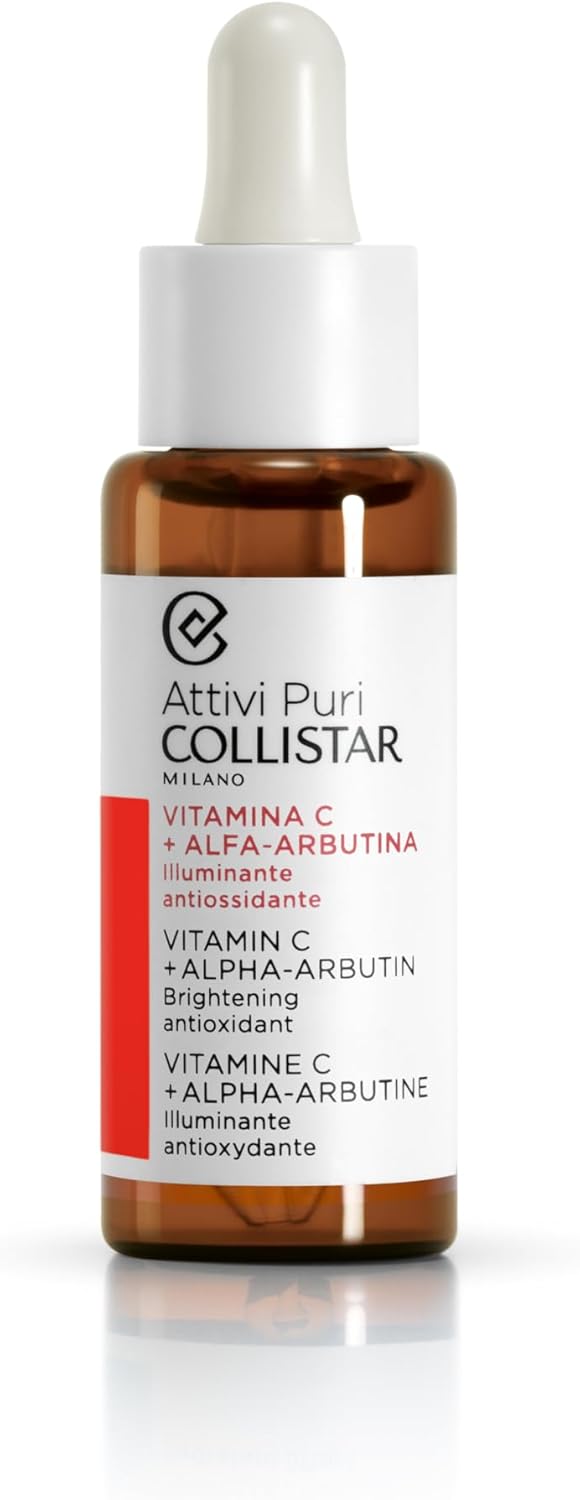 Attivi Puri
COLLISTAR
MILANO
VITAMINA C
+ ALFA-ARBUTINA
Illuminante
antiossidante
VITAMIN C
+ALPHA-ARBUTIN
Brightening
antioxidant
VITAMINE C
+ALPHA-ARBUTINE
Illuminante
antioxydante